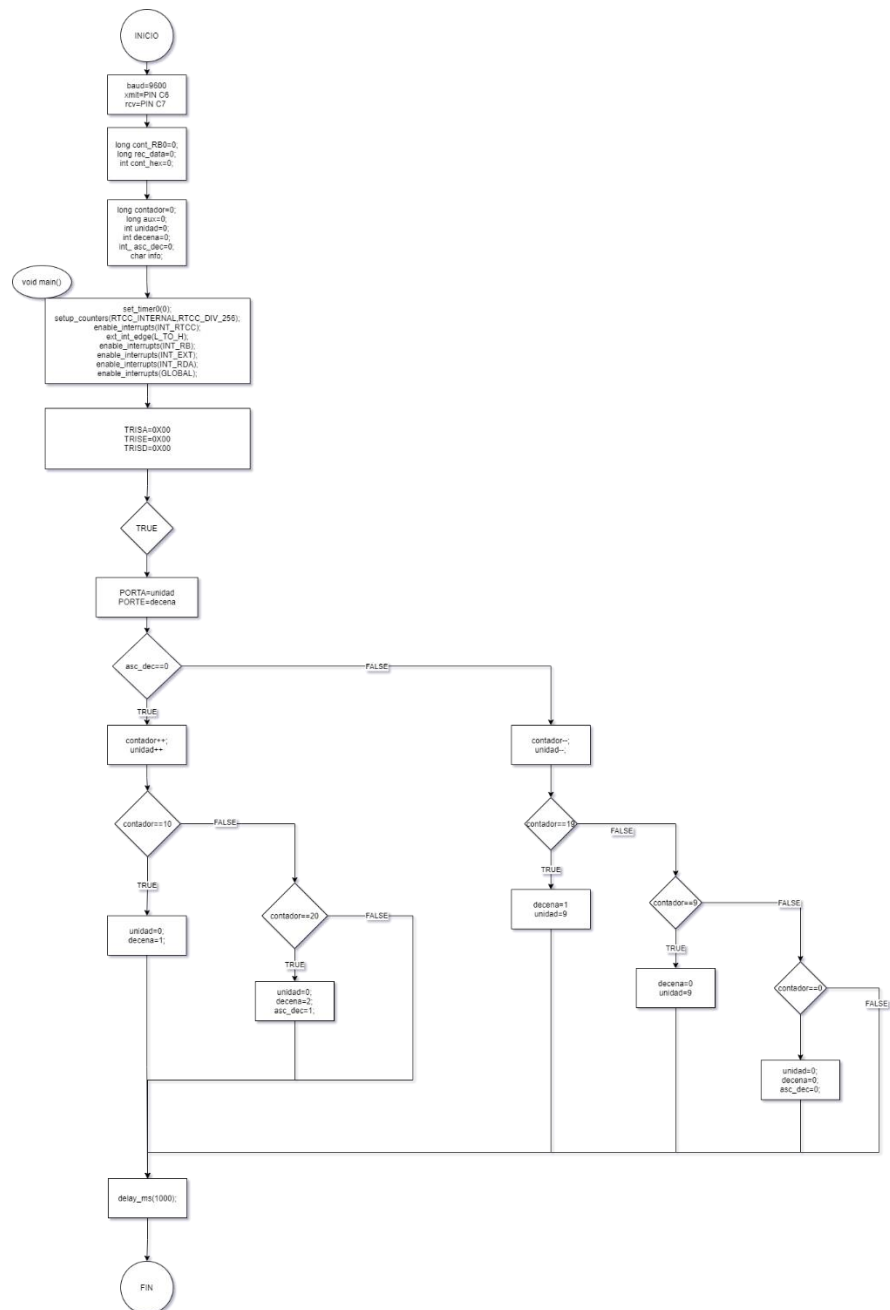 INICIO
baud=9600
xmit=PIN C6
rcv=PIN C7
long cont_RB0=0;
long rec_data=0;
int cont_hex=0;
long contador=0;
long aux=0;
int unidad=0;
int decena=0;
int_ asc_dec=0;
char info;
void main()
set_timer0(0);
setup_counters(RTCC_INTERNAL,RTCC_DIV_256);
enable_interrupts(INT_RTCC);
ext_int_edge(L_TO_H);
enable_interrupts(INT_RB);
enable_interrupts(INT_EXT);
enable_interrupts(INT_RDA);
enable_interrupts(GLOBAL);
TRISA=0X00
TRISE=0X00
TRISD=0X00
TRUE
PORTA=unidad
PORTE=decena
asc_dec==0
FALSE
TRUE
contador++;
unidad++
contador--;
unidad--;
contador==10
FALSE
contador==19
FALSE
TRUE
TRUE
unidad=0;
decena=1;
contador==20
FALSE
decena=1
unidad=9
contador==9
FALSE
TRUE
TRUE
unidad=0;
decena=2;
asc_dec=1;
decena=0
unidad=9
contador==0
FALSE
unidad=0;
decena=0;
asc_dec=0;
delay_ms(1000);
FIN